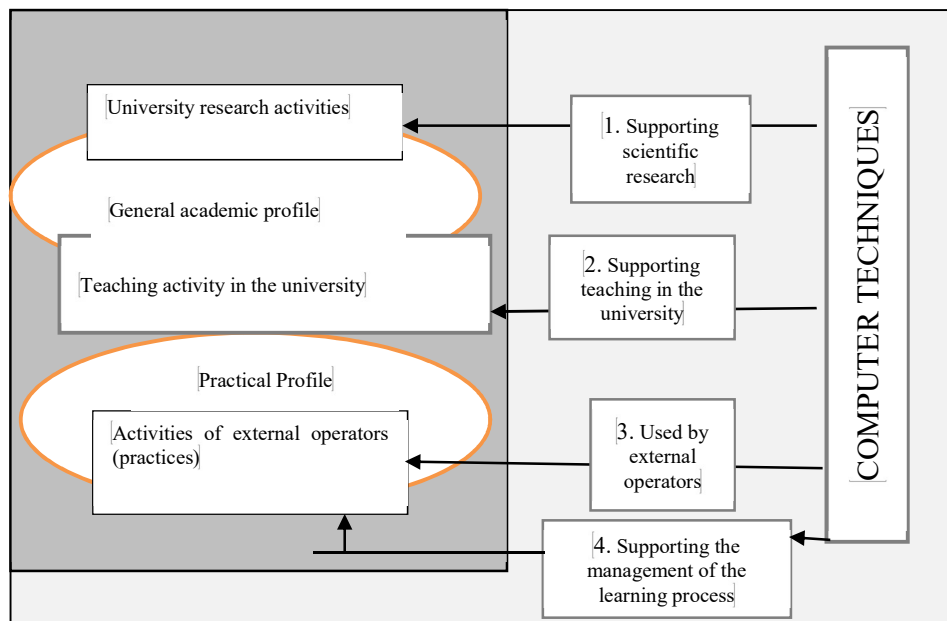 University research activities
General academic profile
Teaching activity in the university
Practical Profile
Activities of external operators
(practices)
1. Supporting
scientific
research
2. Supporting
teaching in the
university
3. Used by
external
operators
4. Supporting the
management of the
learning process
COMPUTER TECHNIQUES